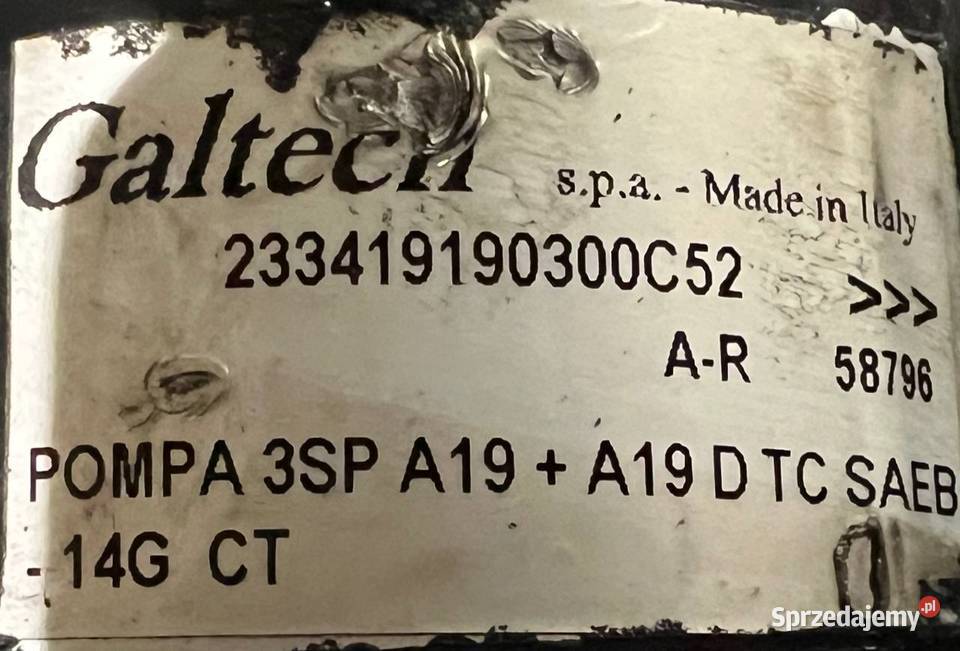 Galtech s.p.a. - Made in Italy
233419190300C52 >>>
A-R 58796
POMPA 3SP A19 + A19 D TC SAEB
- 14G CT
Sprzedajemy.pl